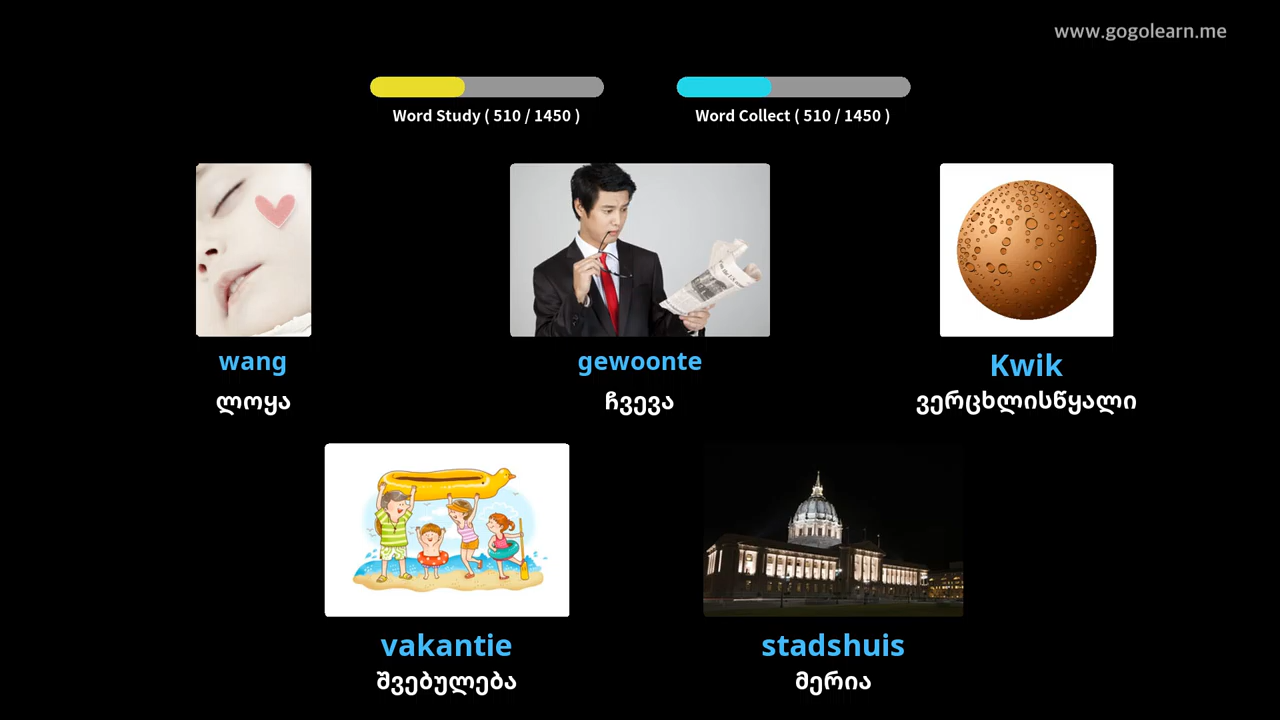 www.gogolearn.me
Word Study ( 510 / 1450 )
Word Collect ( 510 / 1450 )
wang
gewoonte
Kwik
ლოყა
ჩვევა
ვერცხლისწყალი
vakantie
stadshuis
შვებულება
მერია